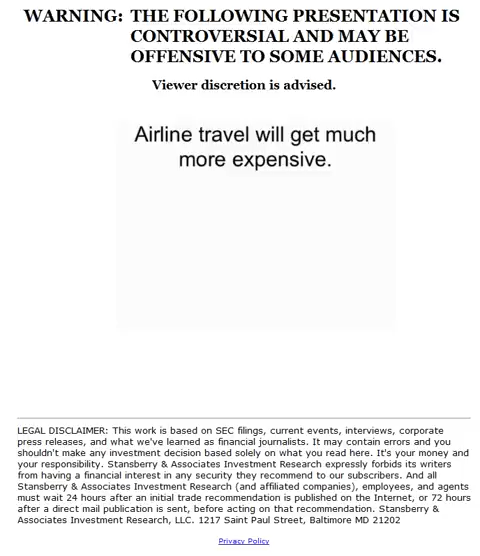 WARNING: THE FOLLOWING PRESENTATION IS
CONTROVERSIAL AND MAY BE
OFFENSIVE TO SOME AUDIENCES.
Viewer discretion is advised.
Airline travel will get much
more expensive.
LEGAL DISCLAIMER: This work is based on SEC filings, current events, interviews, corporate
press releases, and what we've learned as financial journalists. It may contain errors and you
shouldn't make any investment decision based solely on what you read here. It's your money and
your responsibility. Stansberry & Associates Investment Research expressly forbids its writers
from having a financial interest in any security they recommend to our subscribers. And all
Stansberry & Associates Investment Research (and affiliated companies), employees, and agents
must wait 24 hours after an initial trade recommendation is published on the Internet, or 72 hours
after a direct mail publication is sent, before acting on that recommendation. Stansberry &
Associates Investment Research, LLC. 1217 Saint Paul Street, Baltimore MD 21202
Privacy Policy